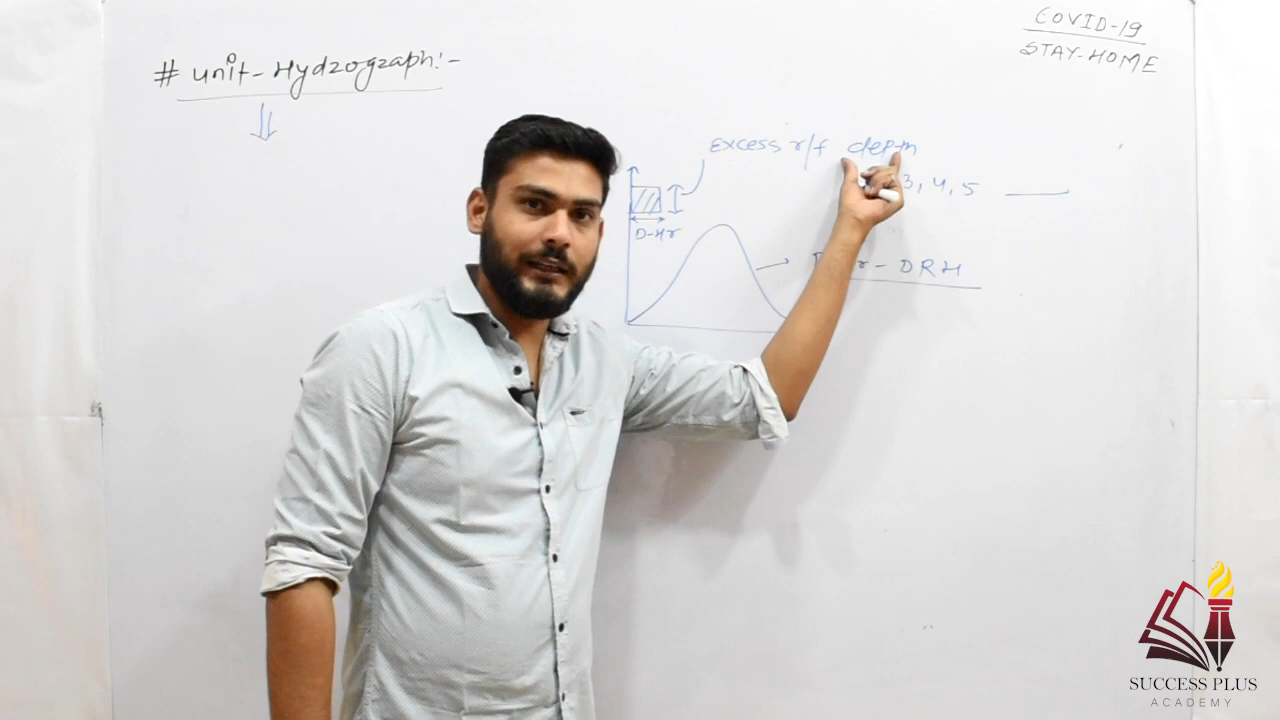 COVID-19
STAY-HOME
# Unit-Hydrograph:-
Excess r/f depth
3, 4, 5
D-Hr
DRH
SUCCESS PLUS
ACADEMY